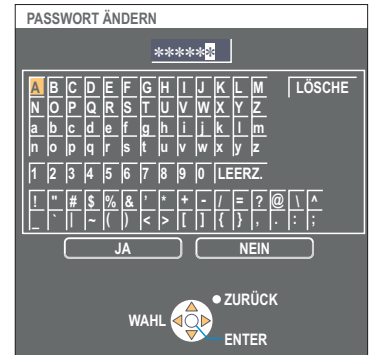 PASSWORT ÄNDERN
******
A B C D E F G H I J K L M LÖSCHE
N O P Q R S T U V W X Y Z
a b c d e f g h i j k l m
n o p q r s t u v w x y z
1 2 3 4 5 6 7 8 9 0 LEERZ.
! " # $ % & ' * + - / = ? @ \ ^
_ ` | ~ ( ) < > [ ] { } , . : ;
JA NEIN
ZURÜCK
WAHL
ENTER